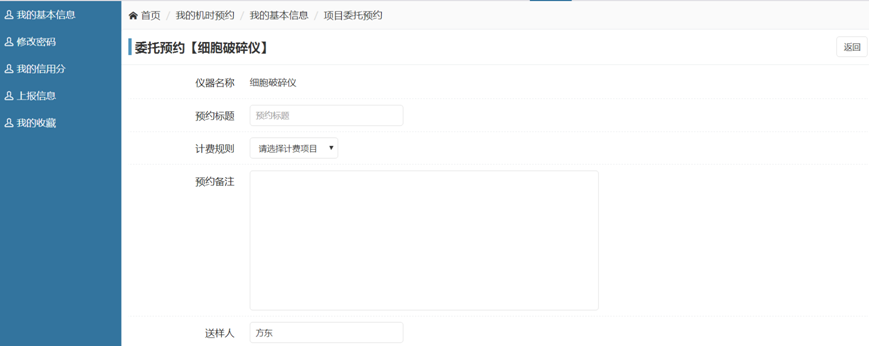 我的基本信息
修改密码
我的信用分
上报信息
我的收藏
首页 / 我的机时预约 / 我的基本信息 / 项目委托预约
委托预约【细胞破碎仪】
返回
仪器名称 细胞破碎仪
预约标题 预约标题
计费规则 请选择计费项目
预约备注
送样人 方东